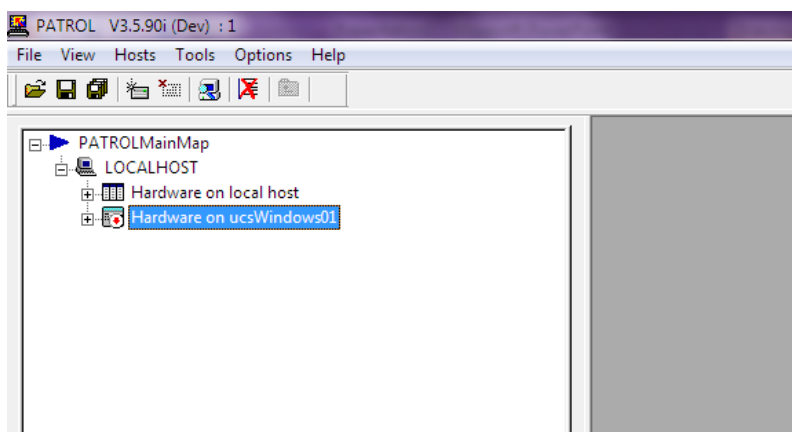 PATROL V3.5.90i (Dev) : 1
File View Hosts Tools Options Help
PATROLMainMap
LOCALHOST
Hardware on local host
Hardware on ucsWindows01